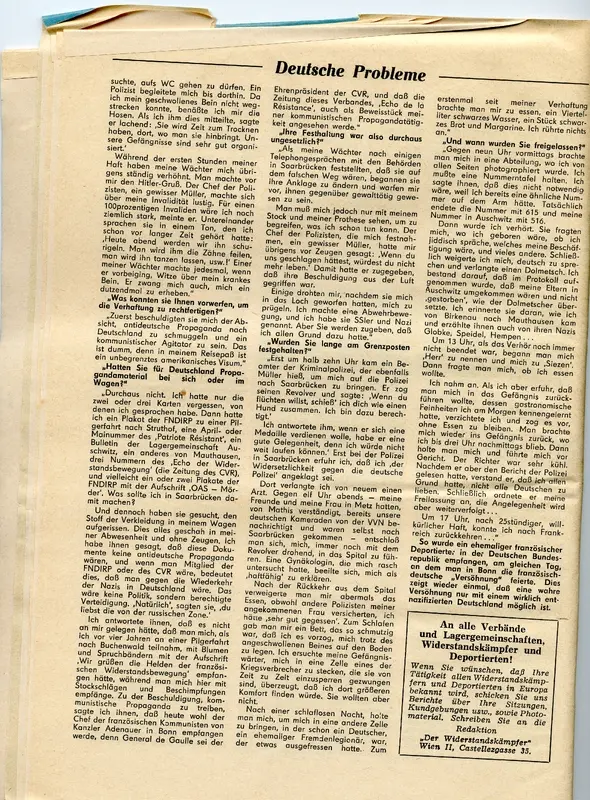 Deutsche Probleme
suchte, aufs WC gehen zu dürfen. Ein
Polizist begleitete mich bis dorthin. Da
ich mein geschwollenes Bein nicht weg-
strecken konnte, benäßte ich mir die
Hosen. Als ich ihm dies mitteilte, sagte
er lachend: ‚Sie wird Zeit zum Trocknen
haben, dort, wo man sie hinbringt. Un-
sere Gefängnisse sind sehr gut organi-
siert.'
Während der ersten Stunden meiner
Haft haben meine Wächter mich übri-
gens ständig verhöhnt. Man machte vor
mir den Hitler-Gruß. Der Chef der Poli-
zisten, ein gewisser Müller, machte sich
über meine Invalidität lustig. Für einen
100prozentigen Invaliden wäre ich noch
ziemlich stark, meinte er. Untereinander
sprachen sie in einem Ton, den ich
schon vor langer Zeit gehört hatte:
‚Heute abend werden wir ihn schu-
riegeln. Man wird ihm die Zähne feilen,
man wird ihn tanzen lassen, usw.!' Einer
meiner Wächter machte jedesmal, wenn
er vorbeiging, Witze über mein krankes
Bein. Er zwang mich auch, mich ein
dutzendmol zu erheben."
„Was konnten sie Ihnen vorwerfen, um
die Verhaftung zu rechtfertigen?"
„Zuerst beschuldigten sie mich der Ab-
sicht, antideutsche Propaganda nach
Deutschland zu schmuggeln und ein
kommunistischer Agitator zu sein. Das
ist dumm, denn in meinem Reisepaß ist
ein unbegrenztes amerikanisches Visum."
„Hatten Sie für Deutschland Propa-
gandamaterial bei sich oder im
Wagen?"
„Durchaus nicht. Ich hatte nur die
zwei oder drei Karten vergessen, von
denen ich gesprochen habe. Dann hatte
ich ein Plakat der FNDIRP zu einer Pil-
gerfahrt nach Struthof, eine April- oder
Mainummer des ‚Patriote Résistant', ein
Bulletin der Lagergemeinschaft Au-
schwitz, ein anderes von Mauthausen,
drei Nummern des ‚Echo der Wider-
standsbewegung' (die Zeitung des CVR),
und vielleicht ein oder zwei Plakate der
FNDIRP mit der Aufschrift ‚OAS — Mör-
der'. Was sollte ich in Saarbrücken da-
mit machen?
Und dennoch haben sie gesucht, den
Stoff der Verkleidung in meinem Wagen
aufgerissen. Dies alles geschah in mei-
ner Abwesenheit und ohne Zeugen. Ich
habe ihnen gesagt, daß diese Doku-
mente keine antideutsche Propaganda
wären, und wenn man Mitglied der
FNDIRP oder des CVR wäre, bedeutet
dies, daß man gegen die Wiederkehr
der Nazis in Deutschland wäre. Das
wäre keine Politik, sondern berechtigte
Verteidigung. ‚Natürlich', sagten sie, ‚du
liebst die von der russischen Zone.'
Ich antwortete ihnen, daß es nicht
an mir gelegen hätte, daß man mich, als
ich vor vier Jahren an einer Pilgerfahrt
nach Buchenwald teilnahm, mit Blumen
und Spruchbändern mit der Aufschrift
‚Wir grüßen die Helden der französi-
schen Widerstandsbewegung' empfan-
gen hätte, während man mich hier mit
Stockschlägen und Beschimpfungen
empfänge. Zu der Beschuldigung, kom-
munistische Propaganda zu treiben,
sagte ich ihnen, daß heute wohl der
Chef der französischen Kommunisten von
Kanzler Adenauer in Bonn empfangen
werde, denn General de Gaulle sei der
Ehrenpräsident der CVR, und daß die
Zeitung dieses Verbandes, ‚Echo de la
Résistance', auch als Beweisstück mei-
ner kommunistischen Propagandatätig-
keit angesehen werde."
„Ihre Festhaltung war also durchaus
ungesetzlich?"
„Als meine Wächter nach einigen
Telephongesprächen mit den Behörden
in Saarbrücken feststellten, daß sie auf
dem falschen Weg wären, begannen sie
ihre Anklage zu ändern und warfen mir
vor, ihnen gegenüber gewalttätig gewe-
sen zu sein.
Man muß mich jedoch nur mit meinem
Stock und meiner Prothese sehen, um zu
begreifen, was ich schon tun kann. Der
Chef der Polizisten, die mich festnah-
men, ein gewisser Müller, hatte mir
übrigens vor Zeugen gesagt: ‚Wenn du
uns geschlagen hättest, würdest du nicht
mehr leben.' Damit hatte er zugegeben,
daß ihre Beschuldigung aus der Luft
gegriffen war.
Einige drohten mir, nachdem sie mich
in das Loch geworfen hatten, mich zu
prügeln. Ich machte eine Abwehrbewe-
gung, und ich habe sie SSler und Nazi
genannt. Aber Sie werden zugeben, daß
ich allen Grund dazu hatte."
„Wurden Sie lange am Grenzposten
festgehalten?"
„Erst um halb zehn Uhr kam ein Be-
amter der Kriminalpolizei, der ebenfalls
Müller hieß, um mich auf die Polizei
nach Saarbrücken zu bringen. Er zog
seinen Revolver und sagte: ‚Wenn du
flüchten willst, schieß' ich dich wie einen
Hund zusammen. Ich bin dazu berech-
tigt.'
Ich antwortete ihm, wenn er sich eine
Medaille verdienen wolle, habe er eine
gute Gelegenheit, denn ich würde nicht
weit laufen können.' Erst bei der Polizei
in Saarbrücken erfuhr ich, daß ich ‚der
Widersetzlichkeit gegen die deutsche
Polizei' angeklagt sei.
Dort verlangte ich von neuem einen
Arzt. Gegen elf Uhr abends — meine
Freunde und meine Frau in Metz hatten,
von Mathis verständigt, bereits unsere
deutschen Kameraden von der VVN be-
nachrichtigt und waren selbst nach
Saarbrücken gekommen — entschloß
man sich, mich, immer noch mit dem
Revolver drohend, in das Spital zu füh-
ren. Eine Gynäkologin, die mich rasch
untersucht hatte, beeilte sich, mich als
‚haftfähig' zu erklären.
Nach der Rückkehr aus dem Spital
verweigerte man mir abermals das
Essen, obwohl andere Polizisten meiner
angekommenen Frau versicherten, ich
hätte ‚sehr gut gegessen'. Zum Schlafen
gab man mir ein Bett, das so schmutzig
war, daß ich es vorzog, mich trotz des
angeschwollenen Beines auf den Boden
zu legen. Ich ersuchte meine Gefängnis-
wärter, mich in eine Zelle eines der
Kriegsverbrecher zu stecken, die sie von
Zeit zu Zeit einzusperren gezwungen
sind, überzeugt, daß ich dort größeren
Komfort finden würde. Sie wollten aber
nicht.
Noch einer schlaflosen Nacht, holte
man mich, um mich in eine andere Zelle
zu bringen, in der schon ein Deutscher,
ein ehemaliger Fremdenlegionär, war,
der etwas ausgefressen hatte. Zum
erstenmal seit meiner Verhaftung
brachte man mir zu essen, ein Viertel-
liter schwarzes Wasser, ein Stück schwar-
zes Brot und Margarine. Ich rührte nichts
an."
„Und wann wurden Sie freigelassen?"
„Gegen neun Uhr vormittags brachte
man mich in eine Abteilung, wo ich von
allen Seiten photographiert wurde. Ich
mußte eine Nummerntafel halten. Ich
sagte ihnen, daß dies nicht notwendig
wäre, weil ich bereits eine ähnliche Num-
mer auf dem Arm hätte. Tatsächlich
endete die Nummer mit 615 und meine
Nummer in Auschwitz mit 516.
Dann wurde ich verhört. Sie fragten
mich, wo ich geboren wäre, ob ich
jiddisch spräche, welches meine Beschäf-
tigung wäre, und vieles andere. Schließ-
lich weigerte ich mich, deutsch zu spre-
chen und verlangte einen Dolmetsch. Ich
bestand darauf, daß im Protokoll auf-
genommen wurde, daß meine Eltern in
Auschwitz umgekommen wären und nicht
‚gestorben', wie der Dolmetscher über-
setzte. Ich erinnerte sie daran, wie ich
von Birkenau nach Mauthausen kam
und erzählte ihnen auch von ihren Nazis
Globke, Speidel, Hempen . . .
Um 13 Uhr, als das Verhör noch immer
nicht beendet war, begann man mich
‚Herr' zu nennen und mich zu ‚Siezen'.
Dann fragte man mich, ob ich essen
wollte.
Ich nahm an. Als ich aber erfuhr, daß
man mich zum Essen auf die Zelle zurück-
führen wollte, dessen gastronomische
Feinheiten ich am Morgen kennengelernt
hatte, verzichtete ich und zog es vor,
ohne Essen zu bleiben. Man brachte
mich wieder ins Gefängnis zurück, wo
ich bis drei Uhr nachmittags blieb. Dann
holte man mich und führte mich vor
Gericht. Der Richter war sehr kühl.
Nachdem er aber den Bericht der Polizei
gelesen hatte, verstand er, daß ich allen
Grund hatte, nicht alle Deutschen zu
lieben. Schließlich ordnete er meine
Freilassung an, die Angelegenheit wird
aber weiterverfolgt . . .
Um 17 Uhr, nach 25stündiger, will-
kürlicher Haft, konnte ich nach Frank-
reich zurückkehren . . ."
So wurde ein ehemaliger französischer
Deportierte: in der deutschen Bundes-
republik empfangen, am gleichen Tag,
an dem man in Bonn die französisch-
deutsche „Versöhnung" feierte. Dies
zeigt wieder einmal, daß eine wahre
Versöhnung nur mit einem wirklich ent-
nazifizierten Deutschland möglich ist.
An alle Verbände
und Lagergemeinschaften,
Widerstandskämpfer und
Deportierten!
Wenn Sie wünschen, daß Ihre
Tätigkeit allen Widerstandskämp-
fern und Deportierten in Europa
bekannt wird, schicken Sie uns
Berichte über Ihre Sitzungen,
Kundgebungen usw., sowie Photo-
material. Schreiben Sie an die
Redaktion
„Der Widerstandskämpfer"
Wien II, Castellezgasse 35.